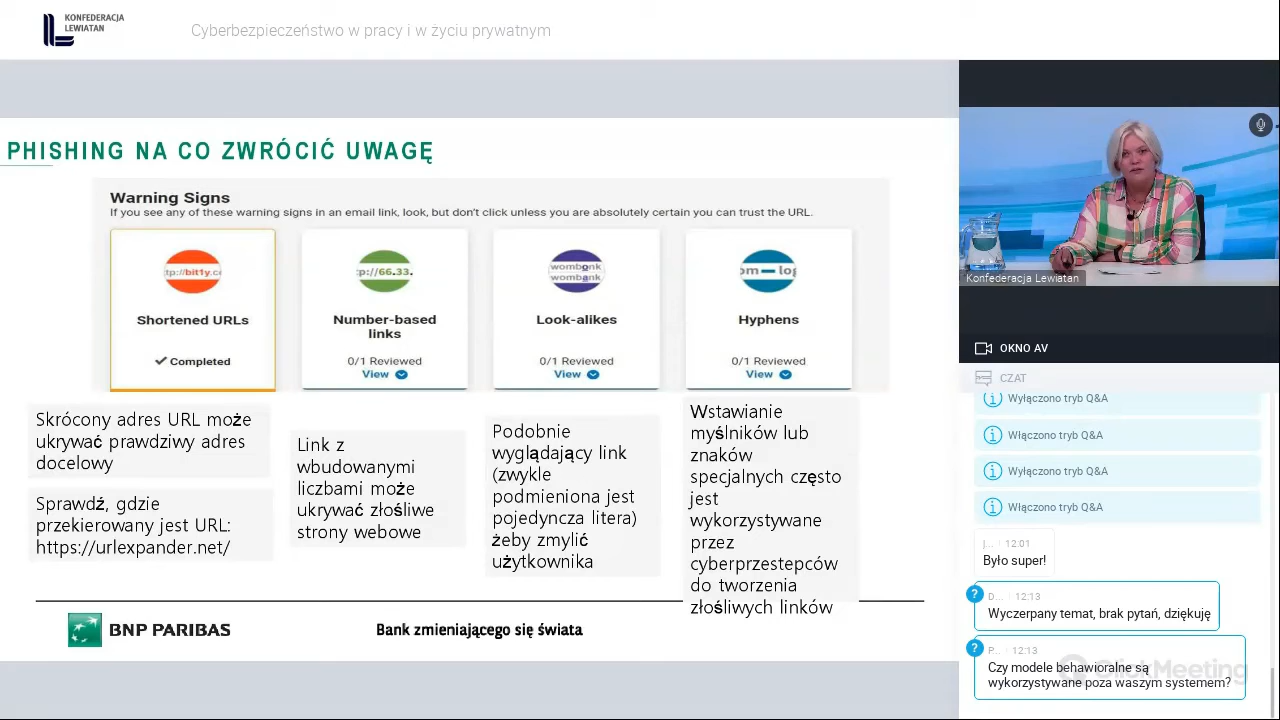 KONFEDERACJA
LEWIATAN
Cyberbezpieczeństwo w pracy i w życiu prywatnym
PHISHING NA CO ZWRÓCIĆ UWAGĘ
Warning Signs
If you see any of these warning signs in an email link, look, but don't click unless you are absolutely certain you can trust the URL.
tp://bit1y.c
Shortened URLs
Completed
:p://66.33.
Number-based
links
0/1 Reviewed
View
wombonk
wombank
Look-alikes
0/1 Reviewed
View
om — log
Hyphens
0/1 Reviewed
View
Skrócony adres URL może
ukrywać prawdziwy adres
docelowy
Sprawdź, gdzie
przekierowany jest URL:
https://urlexpander.net/
Link z
wbudowanymi
liczbami może
ukrywać złośliwe
strony webowe
Podobnie
wyglądający link
(zwykle
podmieniona jest
pojedyncza litera)
żeby zmylić
użytkownika
Wstawianie
myślników lub
znaków
specjalnych często
jest
wykorzystywane
przez
cyberprzestępców
do tworzenia
złośliwych linków
BNP PARIBAS
Bank zmieniającego się świata
Konfederacja Lewiatan
OKNO AV
CZAT
Wyłączono tryb Q&A
Włączono tryb Q&A
Wyłączono tryb Q&A
Włączono tryb Q&A
J... 12:01
Było super!
D... 12:13
Wyczerpany temat, brak pytań, dziękuję
P... 12:13
Czy modele behawioralne są
wykorzystywane poza waszym systemem?
ClickMeeting